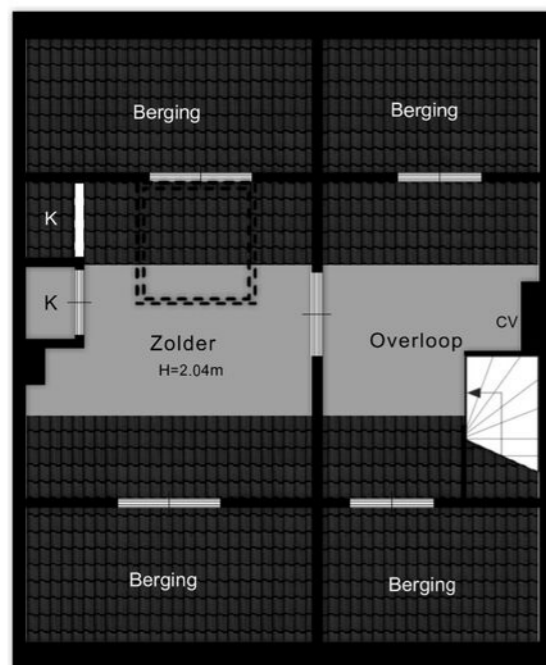 Berging
Berging
K
K
Zolder
H=2.04m
Overloop
CV
Berging
Berging